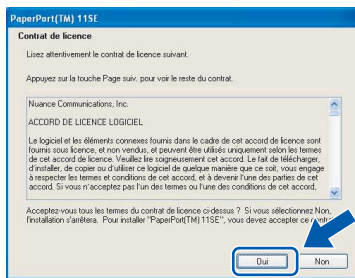 PaperPort(TM) 11SE
Contrat de licence
Lisez attentivement le contrat de licence suivant.
Appuyez sur la touche Page suiv. pour voir le reste du contrat.
Nuance Communications, Inc.
ACCORD DE LICENCE LOGICIEL
Le logiciel et les éléments connexes fournis dans le cadre de cet accord de licence sont
fournis sous licence, et non vendus, et peuvent être utilisés uniquement selon les termes
de cet accord de licence. Veuillez lire soigneusement cet accord. Le fait de télécharger,
d'installer, de copier ou d'utiliser ce logiciel de quelque manière que ce soit, vous engage
à respecter les termes et conditions de cet accord, et à devenir l'une des parties de cet
accord. Si vous n'acceptez pas l'un des termes ou l'une des conditions de cet accord,
Acceptez-vous tous les termes du contrat de licence ci-dessus ? Si vous sélectionnez Non,
l'installation s'arrêtera. Pour installer "PaperPort(TM) 11SE", vous devez accepter ce
Oui
Non